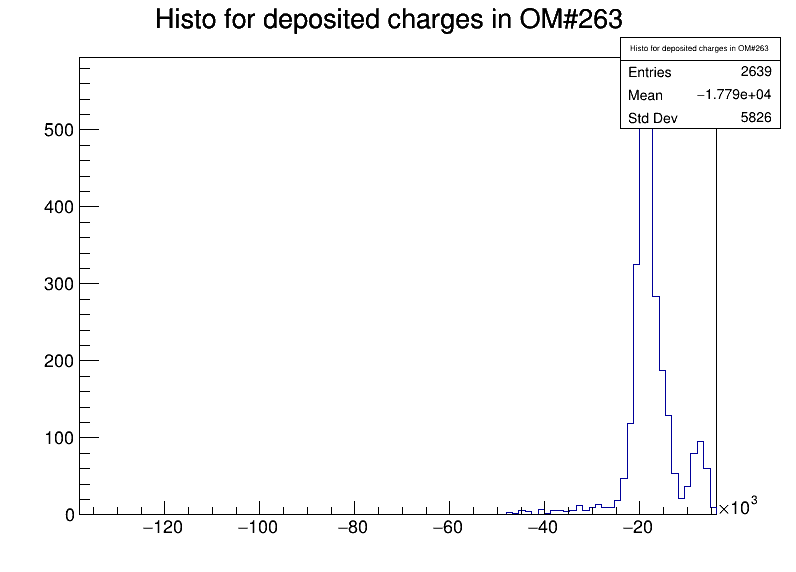 Histo for deposited charges in OM#263
Histo for deposited charges in OM#263
Entries 2639
Mean −1.779e+04
Std Dev 5826
500
400
300
200
100
0
−120 −100 −80 −60 −40 −20
×10³